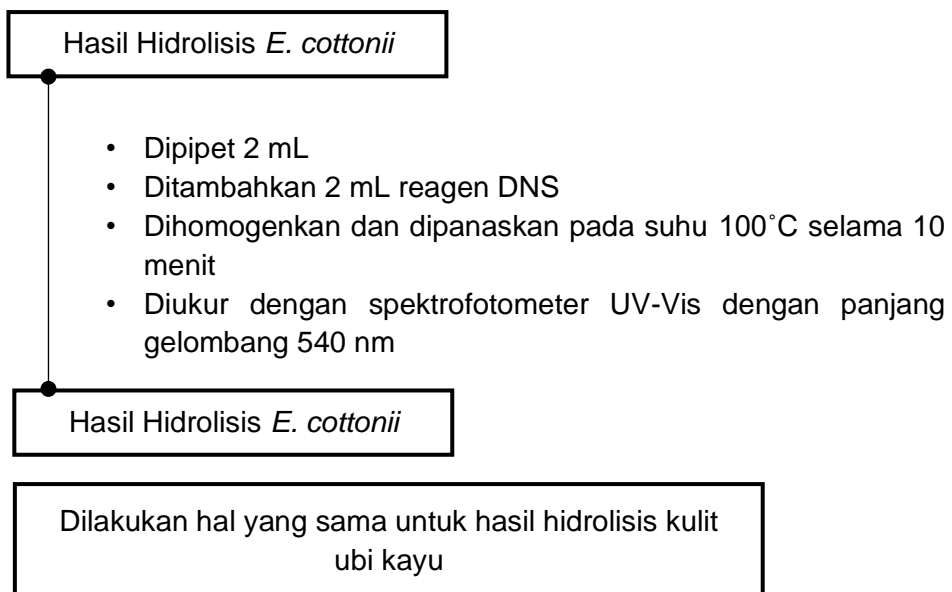 Hasil Hidrolisis E. cottonii
• Dipipet 2 mL
• Ditambahkan 2 mL reagen DNS
• Dihomogenkan dan dipanaskan pada suhu 100˚C selama 10
menit
• Diukur dengan spektrofotometer UV-Vis dengan panjang
gelombang 540 nm
Hasil Hidrolisis E. cottonii
Dilakukan hal yang sama untuk hasil hidrolisis kulit
ubi kayu